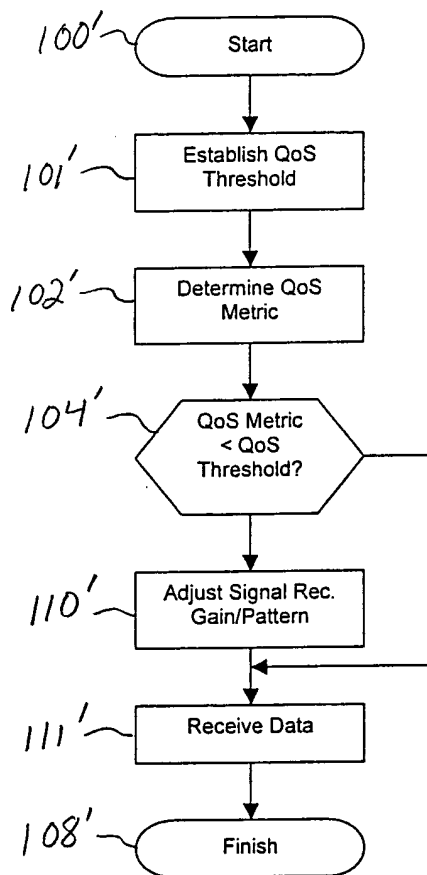 100'
Start
101'
Establish QoS
Threshold
102'
Determine QoS
Metric
104'
QoS Metric
< QoS
Threshold?
110'
Adjust Signal Rec.
Gain/Pattern
111'
Receive Data
108'
Finish